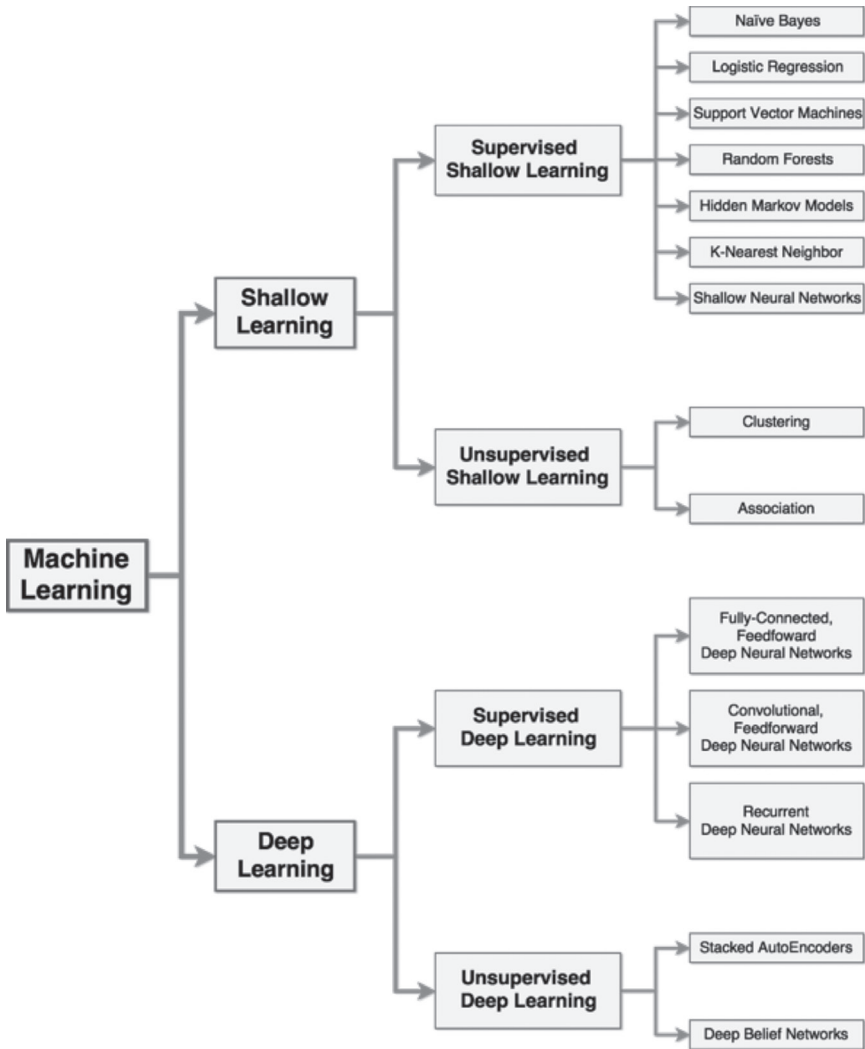 Machine
Learning
Shallow
Learning
Supervised
Shallow Learning
Naïve Bayes
Logistic Regression
Support Vector Machines
Random Forests
Hidden Markov Models
K-Nearest Neighbor
Shallow Neural Networks
Unsupervised
Shallow Learning
Clustering
Association
Deep
Learning
Supervised
Deep Learning
Fully-Connected,
Feedfoward
Deep Neural Networks
Convolutional,
Feedforward
Deep Neural Networks
Recurrent
Deep Neural Networks
Unsupervised
Deep Learning
Stacked AutoEncoders
Deep Belief Networks